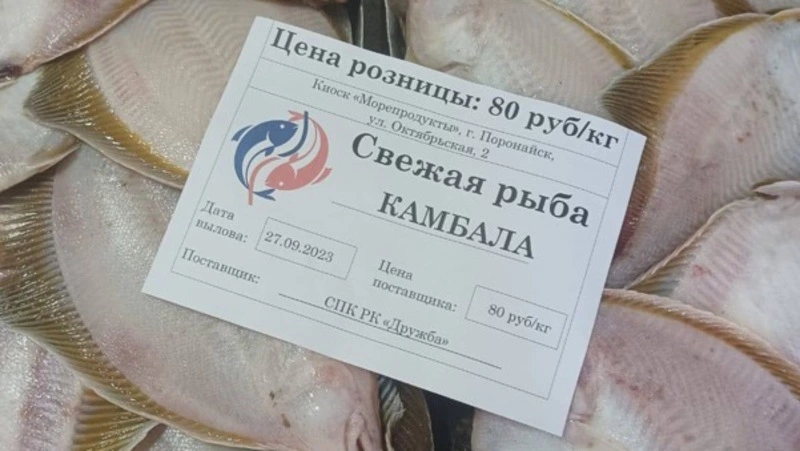 Цена розницы: 80 руб/кг
Киоск «Морепродукты», г. Поронайск,
ул. Октябрьская, 2
Свежая рыба
КАМБАЛА
Дата
вылова:
27.09.2023
Цена
поставщика:
80 руб/кг
Поставщик:
СПК РК «Дружба»